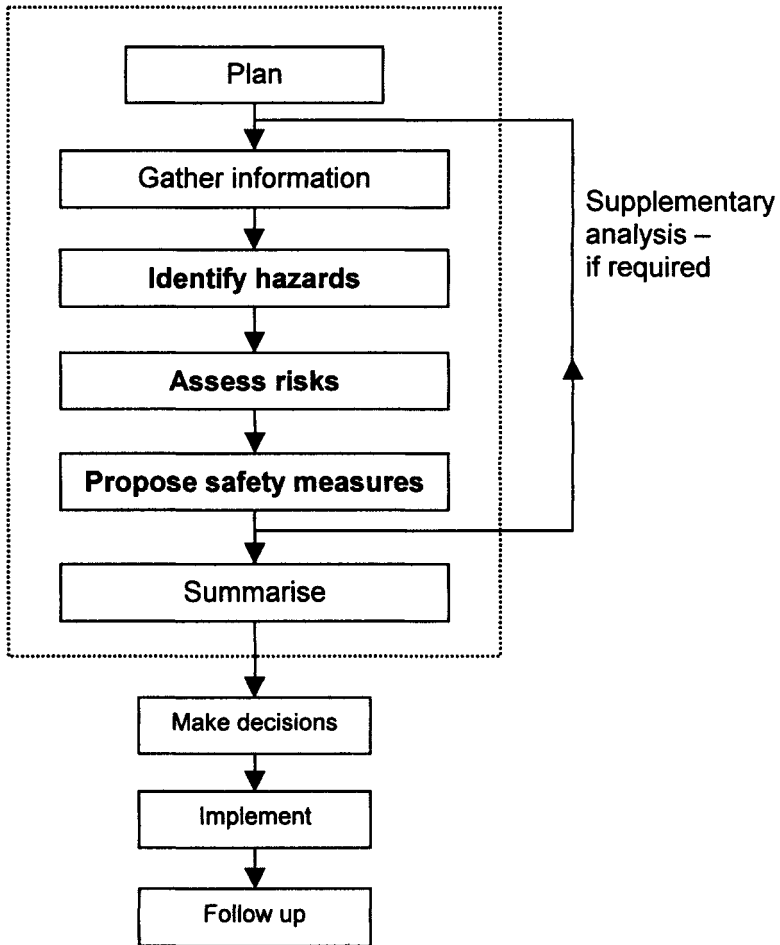 Plan
Gather information
Supplementary
analysis –
if required
Identify hazards
Assess risks
Propose safety measures
Summarise
Make decisions
Implement
Follow up